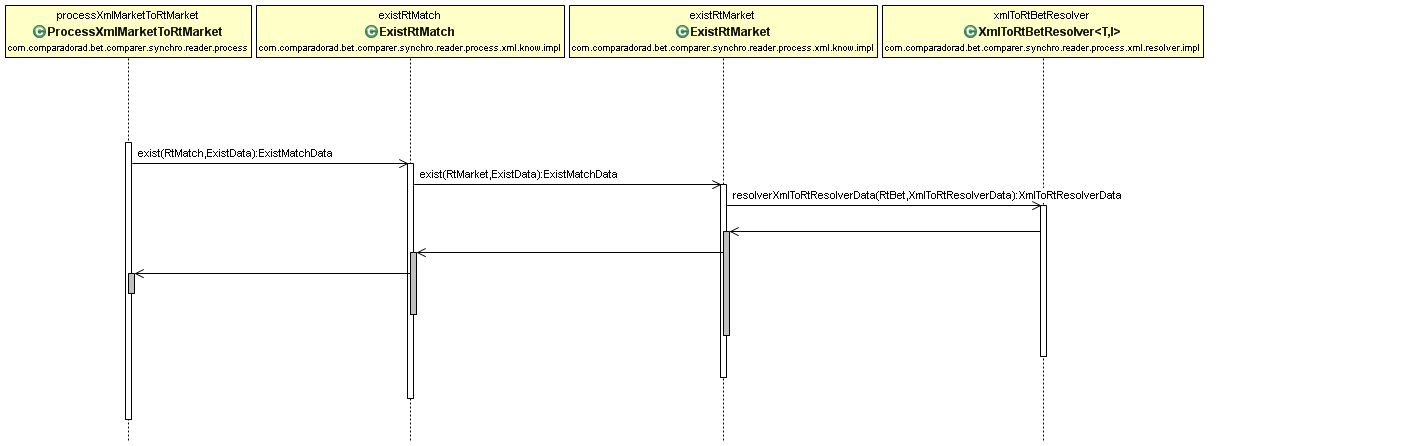 processXmlMarketToRtMarket
C ProcessXmlMarketToRtMarket
com.comparadorad.bet.comparer.synchro.reader.process
existRtMatch
C ExistRtMatch
com.comparadorad.bet.comparer.synchro.reader.process.xml.know.impl
existRtMarket
C ExistRtMarket
com.comparadorad.bet.comparer.synchro.reader.process.xml.know.impl
xmlToRtBetResolver
C XmlToRtBetResolver<T,I>
com.comparadorad.bet.comparer.synchro.reader.process.xml.resolver.impl
exist(RtMatch,ExistData):ExistMatchData
exist(RtMarket,ExistData):ExistMatchData
resolverXmlToRtResolverData(RtBet,XmlToRtResolverData):XmlToRtResolverData